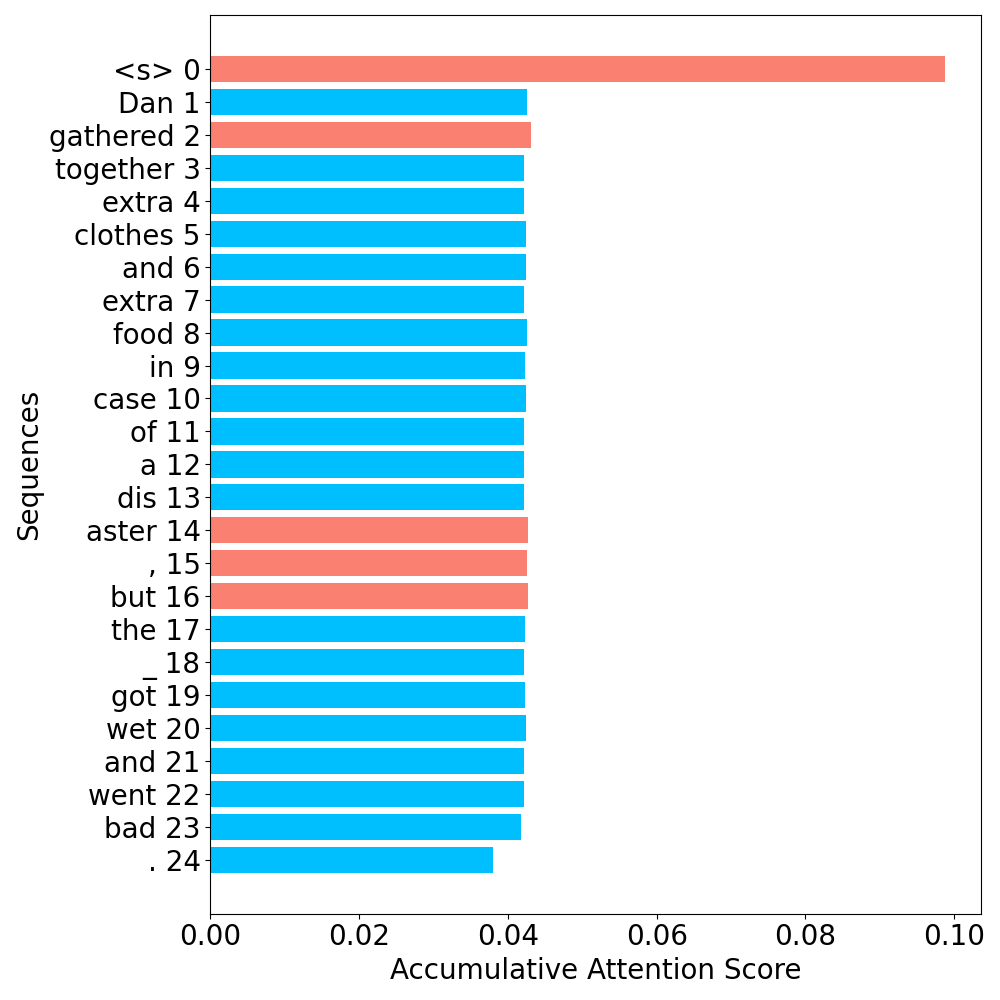 <s> 0
Dan 1
gathered 2
together 3
extra 4
clothes 5
and 6
extra 7
food 8
in 9
case 10
of 11
a 12
dis 13
aster 14
, 15
but 16
the 17
_ 18
got 19
wet 20
and 21
went 22
bad 23
. 24
Sequences
0.00 0.02 0.04 0.06 0.08 0.10
Accumulative Attention Score